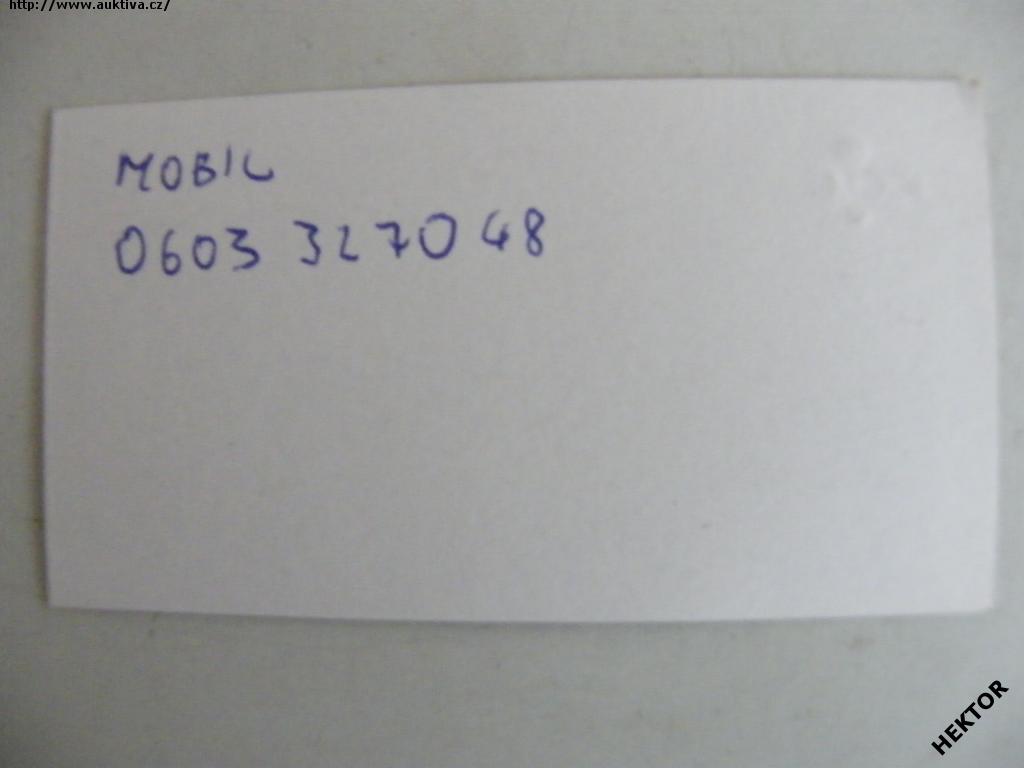 http://www.auktiva.cz/
MOBIL
0603 327048
HEKTOR